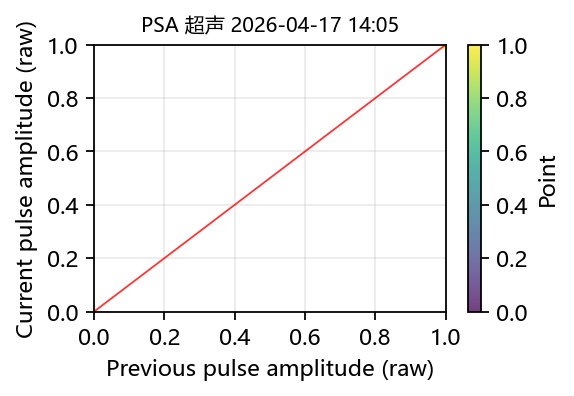 PSA 超声 2026-04-17 14:05
Current pulse amplitude (raw)
1.0
0.8
0.6
0.4
0.2
0.0
0.0 0.2 0.4 0.6 0.8 1.0
Previous pulse amplitude (raw)
1.0
0.8
0.6
0.4
0.2
0.0
Point